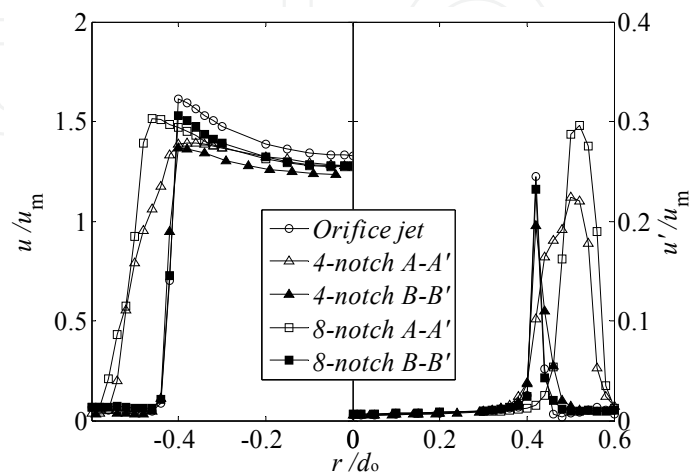 2
1.5
1
0.5
0
u /u_m
0.4
0.3
0.2
0.1
0
u' /u_m
Orifice jet
4-notch A-A'
4-notch B-B'
8-notch A-A'
8-notch B-B'
-0.4 -0.2 0 0.2 0.4 0.6
r /d_o